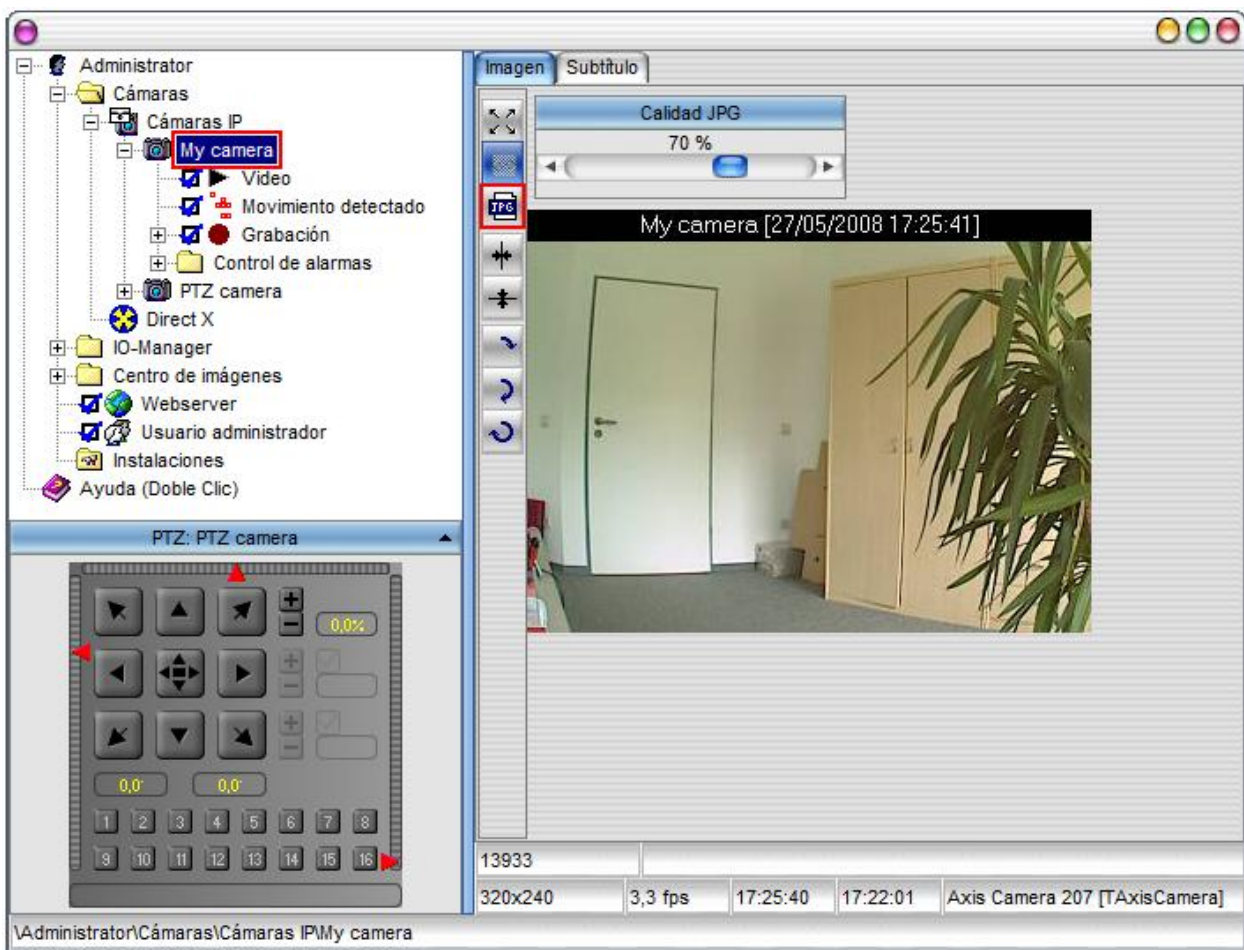 Administrator
Cámaras
Cámaras IP
My camera
Video
Movimiento detectado
Grabación
Control de alarmas
PTZ camera
Direct X
IO-Manager
Centro de imágenes
Webserver
Usuario administrador
Instalaciones
Ayuda (Doble Clic)
PTZ: PTZ camera
0,0%
0,0° 0,0°
1 2 3 4 5 6 7 8
9 10 11 12 13 14 15 16
Imagen Subtítulo
Calidad JPG
70 %
JPG
My camera [27/05/2008 17:25:41]
13933
320x240 3,3 fps 17:25:40 17:22:01 Axis Camera 207 [TAxisCamera]
\Administrator\Cámaras\Cámaras IP\My camera